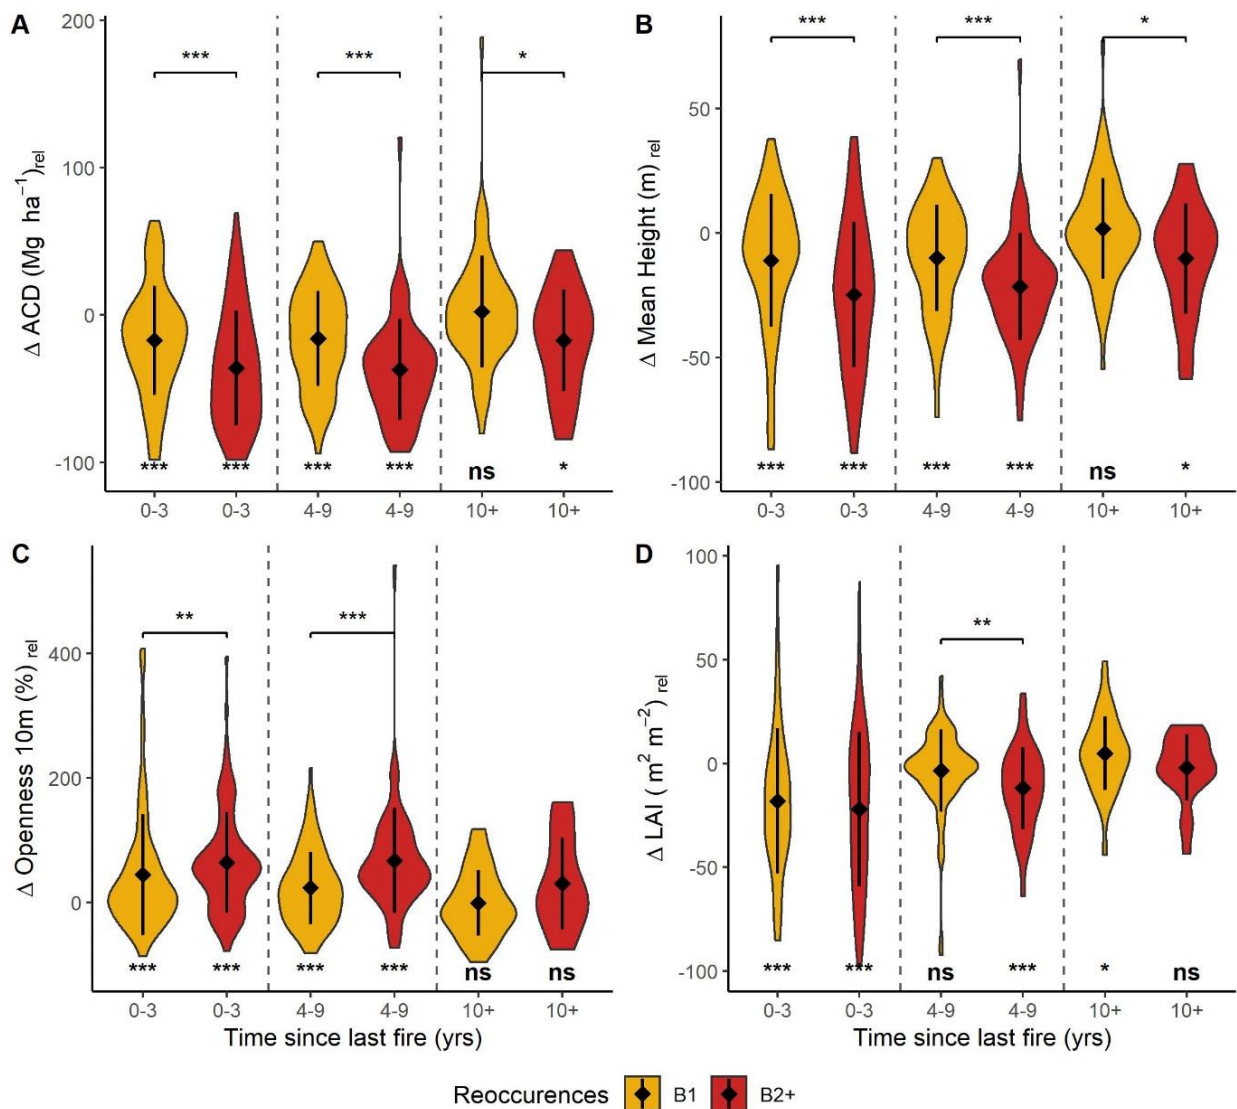 A
Δ ACD (Mg ha⁻¹)rel
200
100
0
-100
*** *** *
*** *** *** *** ns *
0-3 0-3 4-9 4-9 10+ 10+
B
Δ Mean Height (m) rel
50
0
-50
-100
*** *** *
*** *** *** *** ns *
0-3 0-3 4-9 4-9 10+ 10+
C
Δ Openness 10m (%) rel
400
200
0
** ***
*** *** *** *** ns ns
0-3 0-3 4-9 4-9 10+ 10+
Time since last fire (yrs)
D
Δ LAI ( m² m⁻²) rel
100
50
0
-50
-100
**
*** *** ns *** * ns
0-3 0-3 4-9 4-9 10+ 10+
Time since last fire (yrs)
Reoccurences B1 B2+